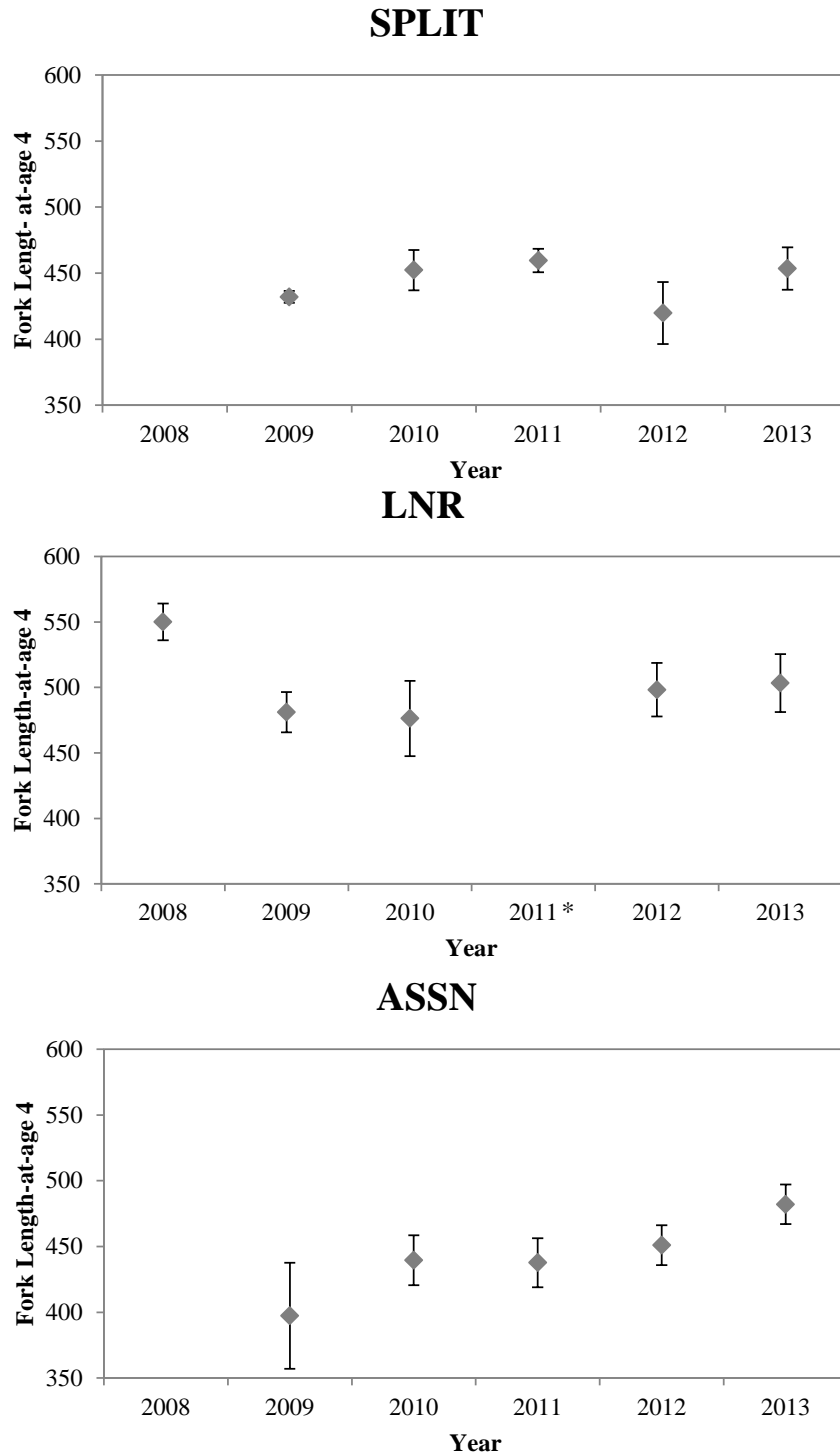 SPLIT
600
550
500
450
400
350
Fork Lengt- at-age 4
2008 2009 2010 2011 2012 2013
Year
LNR
600
550
500
450
400
350
Fork Length-at-age 4
2008 2009 2010 2011 * 2012 2013
Year
ASSN
600
550
500
450
400
350
Fork Length-at-age 4
2008 2009 2010 2011 2012 2013
Year